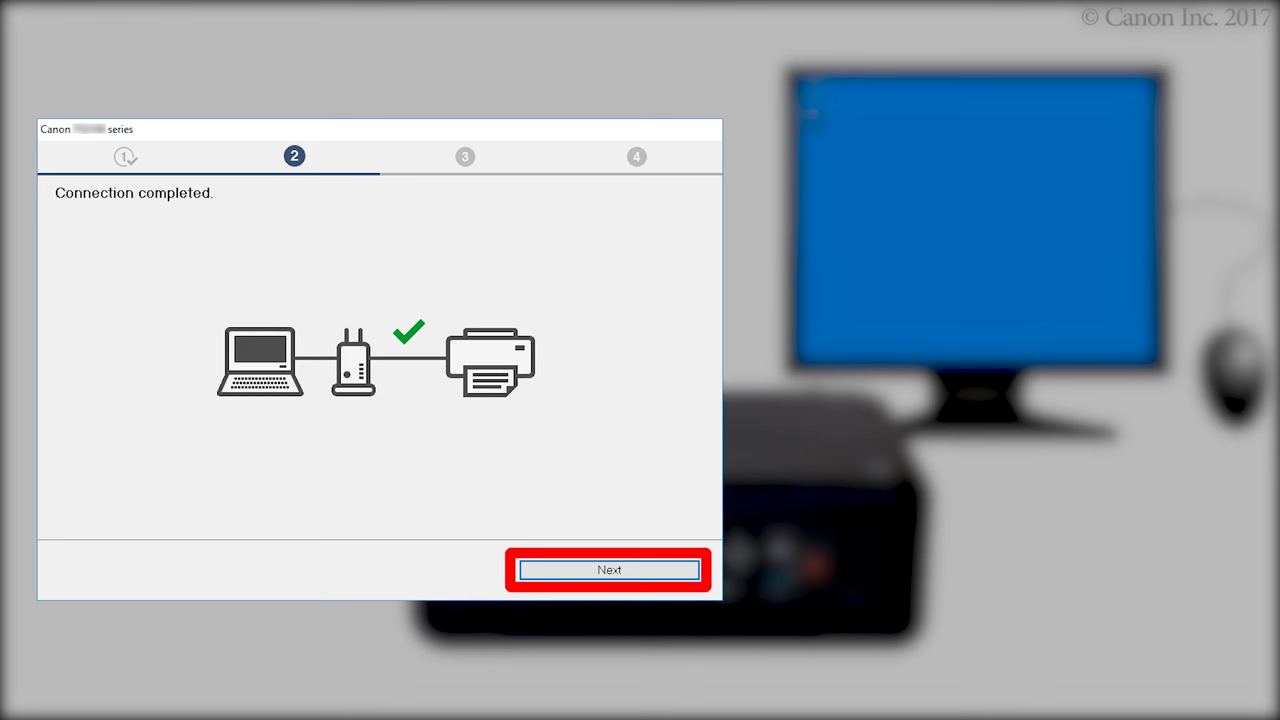 © Canon Inc. 2017
Canon series
1 2 3 4
Connection completed.
Next